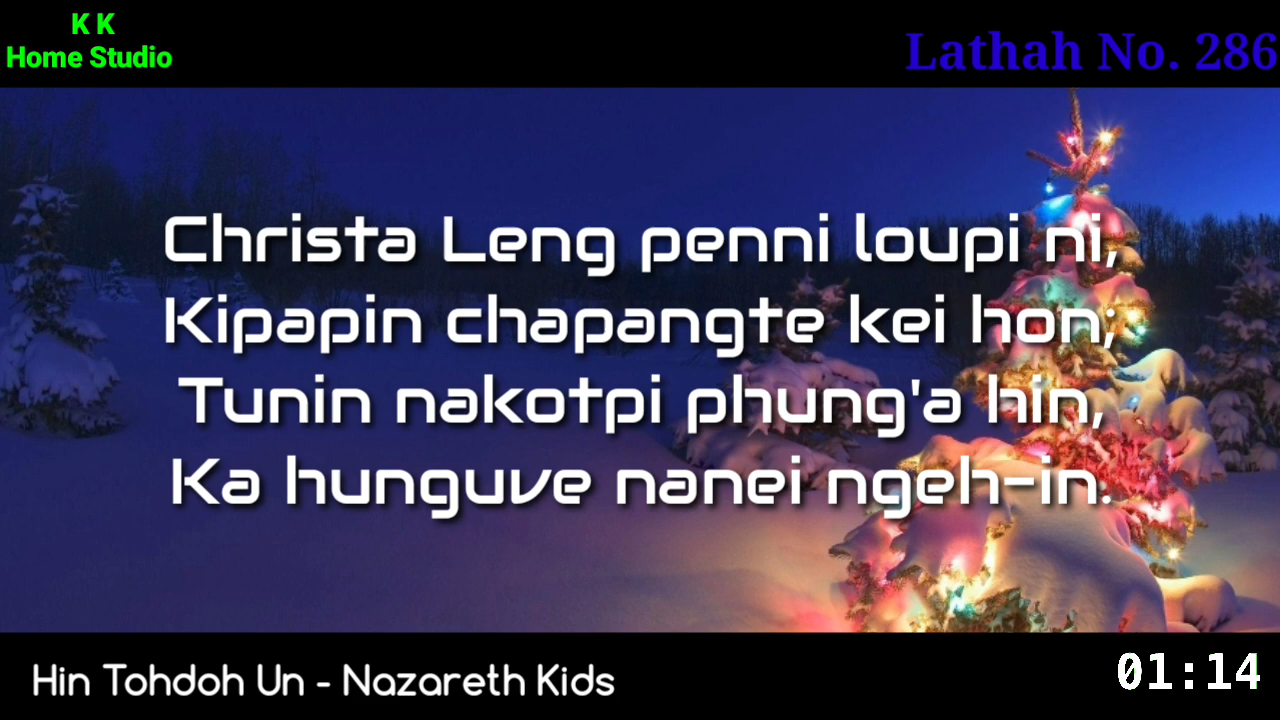 K K
Home Studio
Lathah No. 286
Christa Leng penni loupi ni,
Kipapin chapangte kei hon;
Tunin nakotpi phung'a hin,
Ka hunguve nanei ngeh-in.
Hin Tohdoh Un - Nazareth Kids
01:14